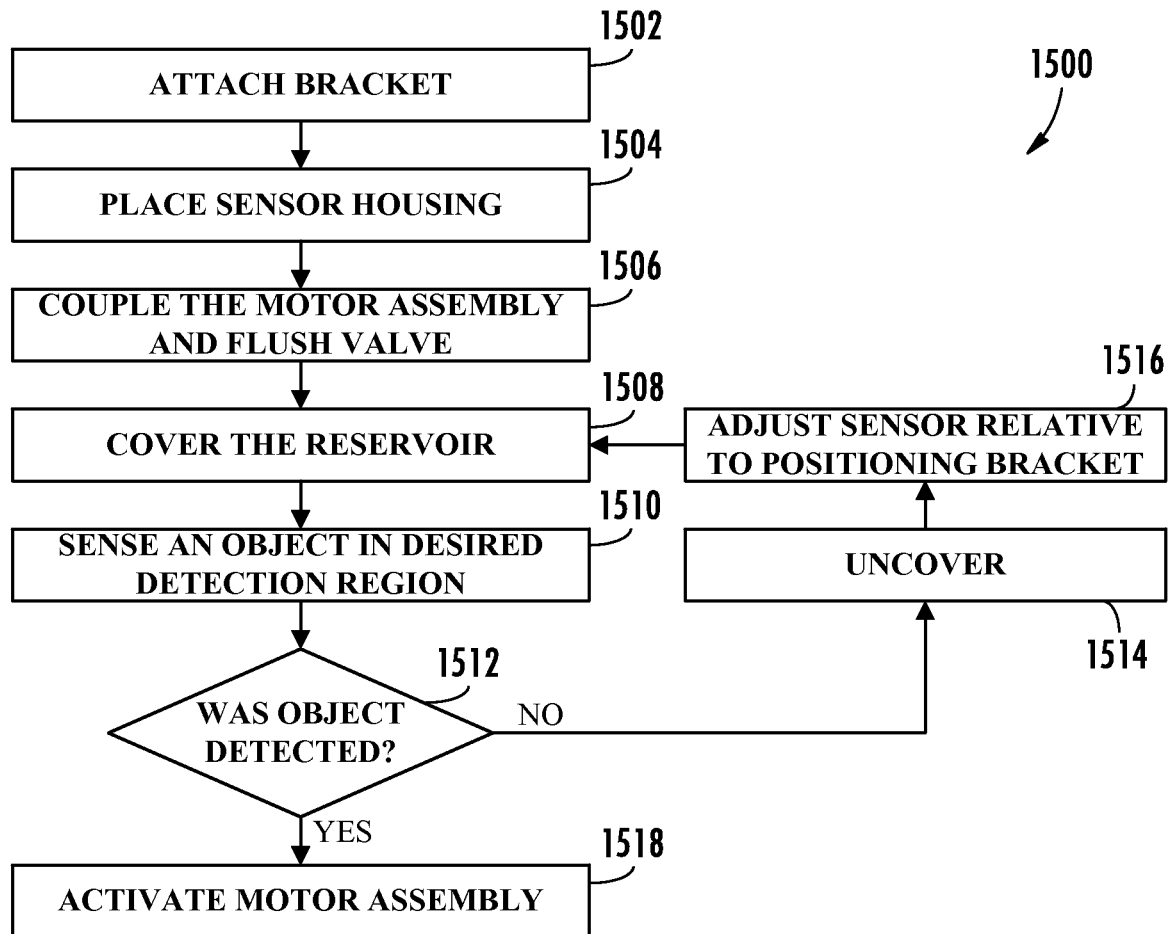 1502
ATTACH BRACKET
1500
1504
PLACE SENSOR HOUSING
1506
COUPLE THE MOTOR ASSEMBLY
AND FLUSH VALVE
1508
COVER THE RESERVOIR
1516
ADJUST SENSOR RELATIVE
TO POSITIONING BRACKET
1510
SENSE AN OBJECT IN DESIRED
DETECTION REGION
UNCOVER
1514
1512
WAS OBJECT
DETECTED?
NO
YES
1518
ACTIVATE MOTOR ASSEMBLY